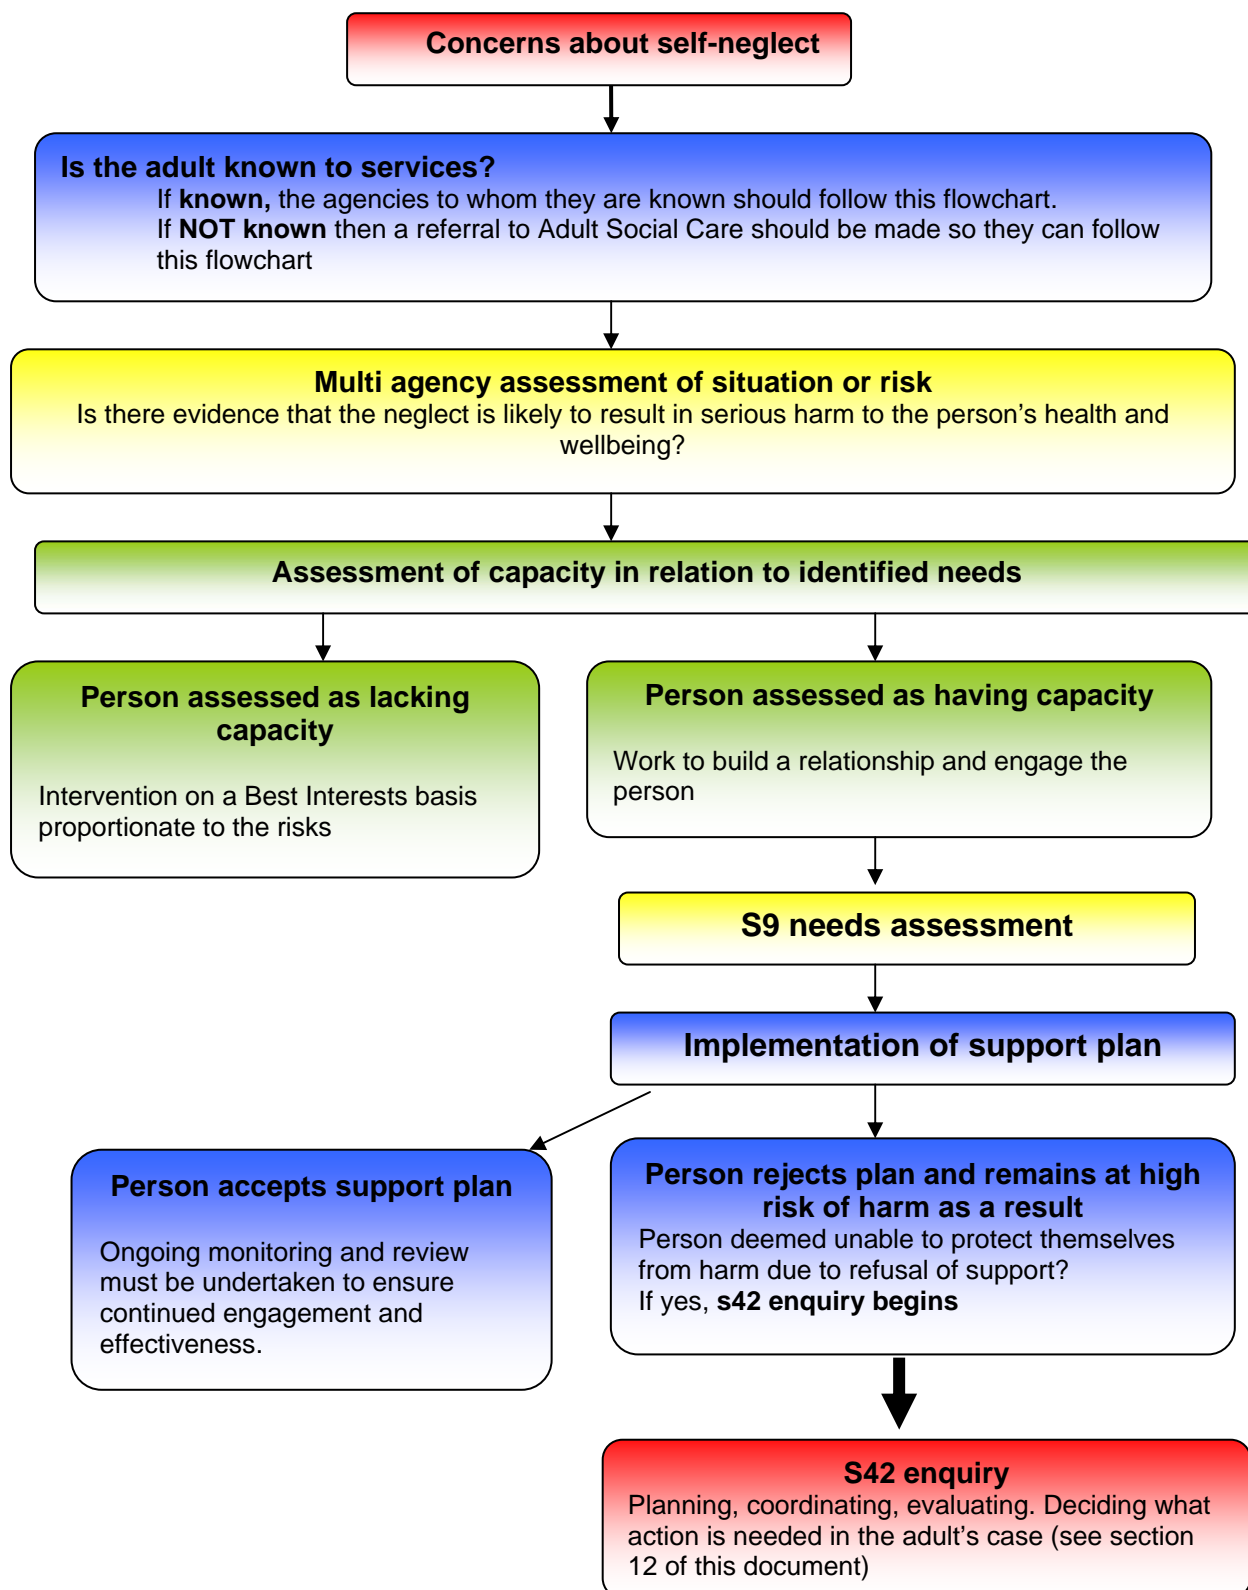 Concerns about self-neglect
Is the adult known to services?
If known, the agencies to whom they are known should follow this flowchart.
If NOT known then a referral to Adult Social Care should be made so they can follow
this flowchart
Multi agency assessment of situation or risk
Is there evidence that the neglect is likely to result in serious harm to the person's health and
wellbeing?
Assessment of capacity in relation to identified needs
Person assessed as lacking
capacity
Intervention on a Best Interests basis
proportionate to the risks
Person assessed as having capacity
Work to build a relationship and engage the
person
S9 needs assessment
Implementation of support plan
Person accepts support plan
Ongoing monitoring and review
must be undertaken to ensure
continued engagement and
effectiveness.
Person rejects plan and remains at high
risk of harm as a result
Person deemed unable to protect themselves
from harm due to refusal of support?
If yes, s42 enquiry begins
S42 enquiry
Planning, coordinating, evaluating. Deciding what
action is needed in the adult's case (see section
12 of this document)